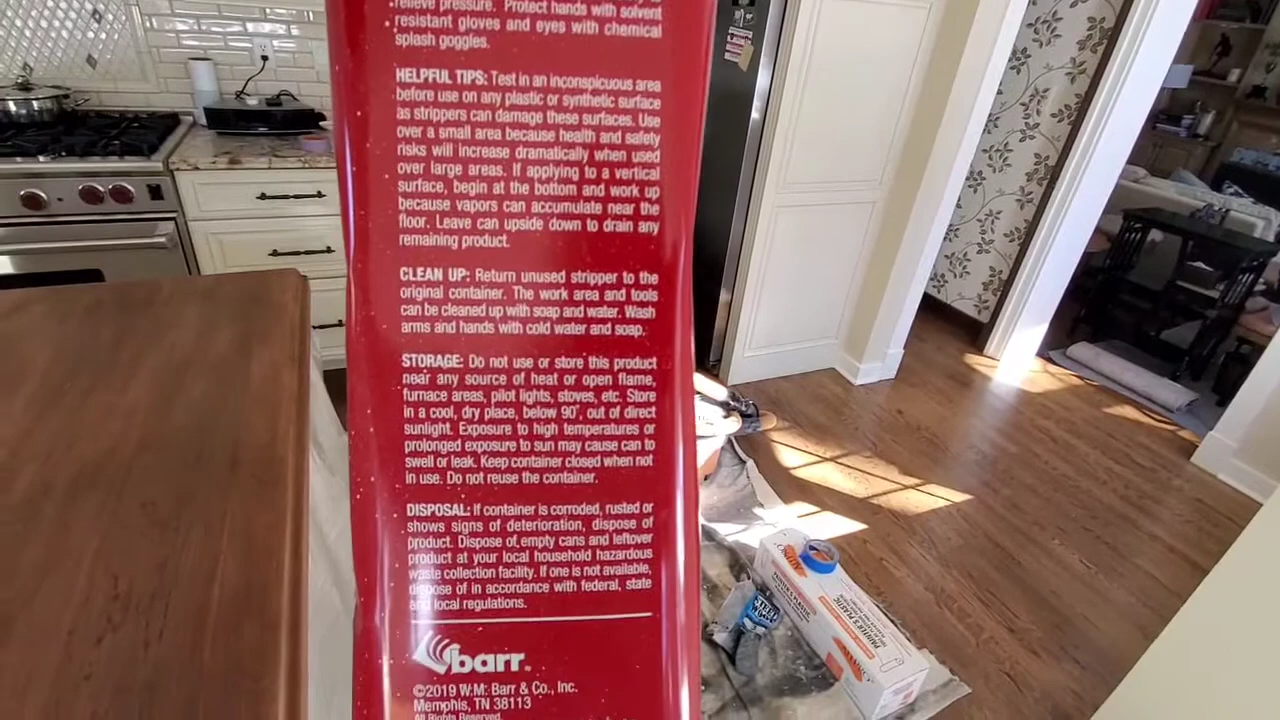 relieve pressure. Protect hands with solvent
resistant gloves and eyes with chemical
splash goggles.
HELPFUL TIPS: Test in an inconspicuous area
before use on any plastic or synthetic surface
as strippers can damage these surfaces. Use
over a small area because health and safety
risks will increase dramatically when used
over large areas. If applying to a vertical
surface, begin at the bottom and work up
because vapors can accumulate near the
floor. Leave can upside down to drain any
remaining product.
CLEAN UP: Return unused stripper to the
original container. The work area and tools
can be cleaned up with soap and water. Wash
arms and hands with cold water and soap.
STORAGE: Do not use or store this product
near any source of heat or open flame,
furnace areas, pilot lights, stoves, etc. Store
in a cool, dry place, below 90°, out of direct
sunlight. Exposure to high temperatures or
prolonged exposure to sun may cause can to
swell or leak. Keep container closed when not
in use. Do not reuse the container.
DISPOSAL: If container is corroded, rusted or
shows signs of deterioration, dispose of
product. Dispose of empty cans and leftover
product at your local household hazardous
waste collection facility. If one is not available,
dispose of in accordance with federal, state
and local regulations.
barr
©2019 W.M. Barr & Co., Inc.
Memphis, TN 38113
All Rights Reserved.
PAINTER'S PLASTIC
STEEL WOOL